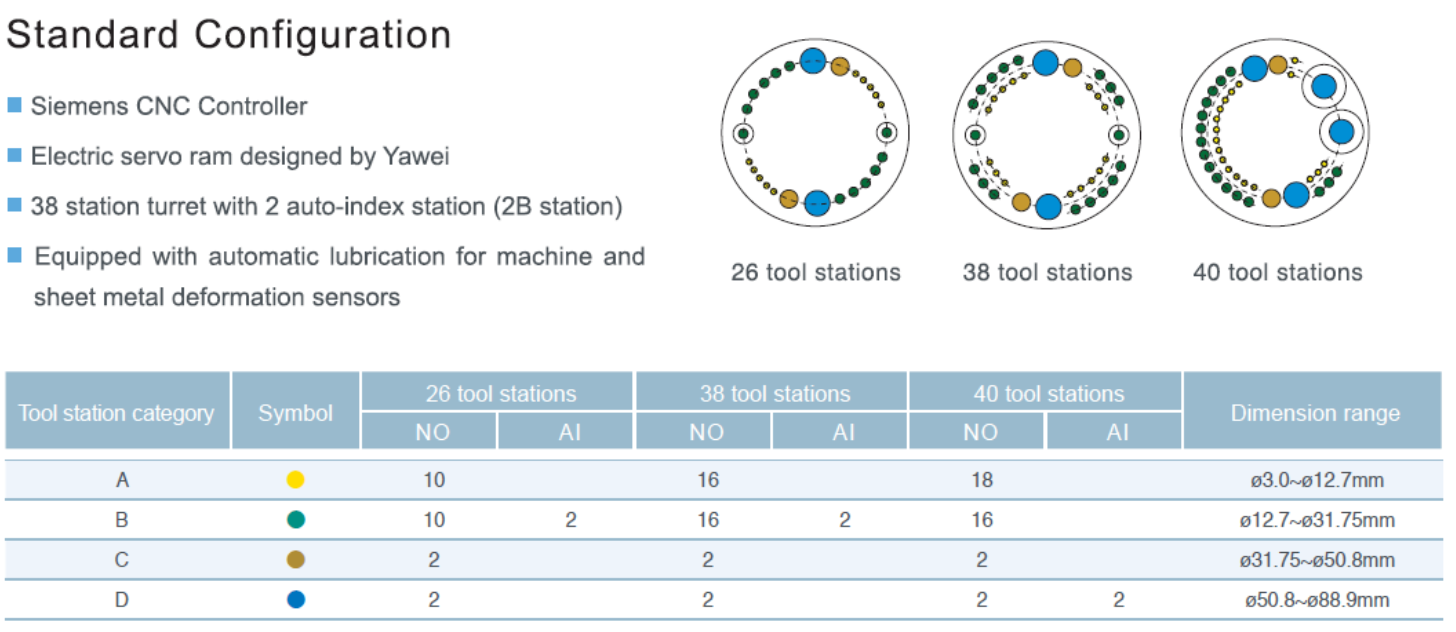 Standard Configuration
Siemens CNC Controller
Electric servo ram designed by Yawei
38 station turret with 2 auto-index station (2B station)
Equipped with automatic lubrication for machine and
sheet metal deformation sensors
26 tool stations
38 tool stations
40 tool stations
Tool station category Symbol 26 tool stations 38 tool stations 40 tool stations Dimension range
NO AI NO AI NO AI
A 10 16 18 ø3.0~ø12.7mm
B 10 2 16 2 16 ø12.7~ø31.75mm
C 2 2 2 ø31.75~ø50.8mm
D 2 2 2 2 ø50.8~ø88.9mm